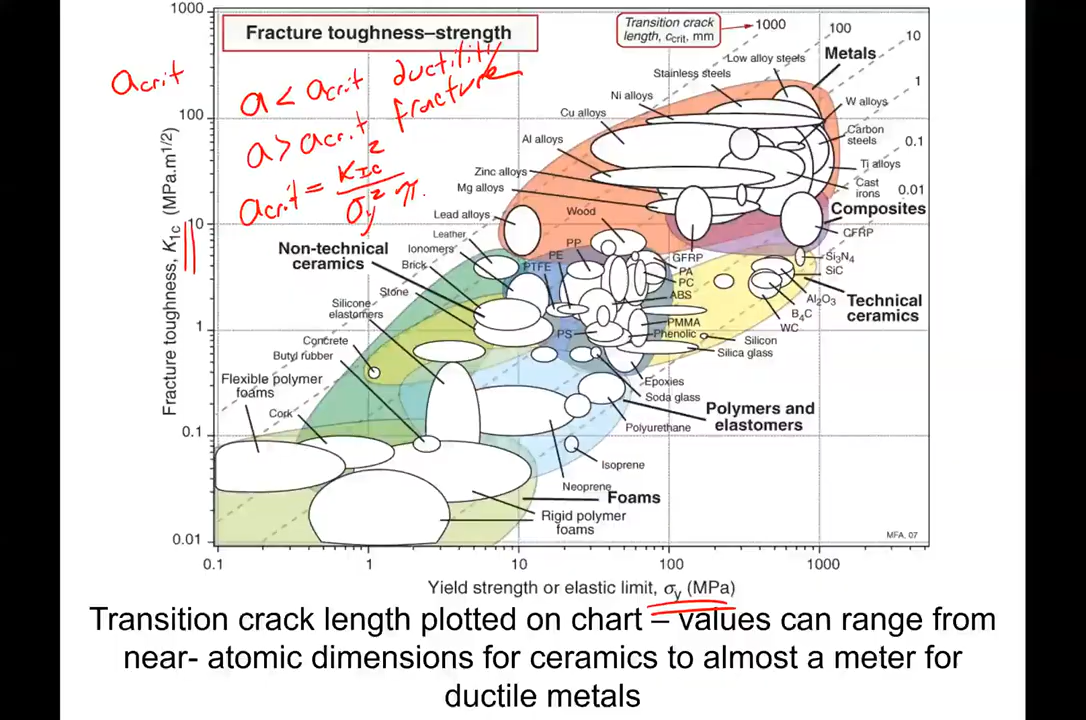 1000
Fracture toughness–strength
Transition crack
length, c_crit, mm
1000
100
10
Metals
Low alloy steels
Stainless steels
1
a crit
a < a crit ductility
a > a crit fracture
a crit = K_Ic² / σ_y² π
Ni alloys
W alloys
100
Cu alloys
Carbon
steels
0.1
Al alloys
Ti alloys
Zinc alloys
Cast
irons
Mg alloys
0.01
Composites
Lead alloys
Wood
10
CFRP
Leather
Non-technical
ceramics
Ionomers
PP
PE
GFRP
Brick
PTFE
PA
PC
Si3N4
SiC
Stone
ABS
Al2O3
Technical
ceramics
Silicone
elastomers
B4C
WC
1
PMMA
PS
Phenolic
Concrete
Silicon
Butyl rubber
Silica glass
Flexible polymer
foams
Epoxies
Soda glass
Cork
Polymers and
elastomers
Polyurethane
0.1
Isoprene
Neoprene
Foams
Rigid polymer
foams
0.01
MFA, 07
Fracture toughness, K1c (MPa.m^1/2)
0.1 1 10 100 1000
Yield strength or elastic limit, σy (MPa)
Transition crack length plotted on chart – values can range from
near- atomic dimensions for ceramics to almost a meter for
ductile metals